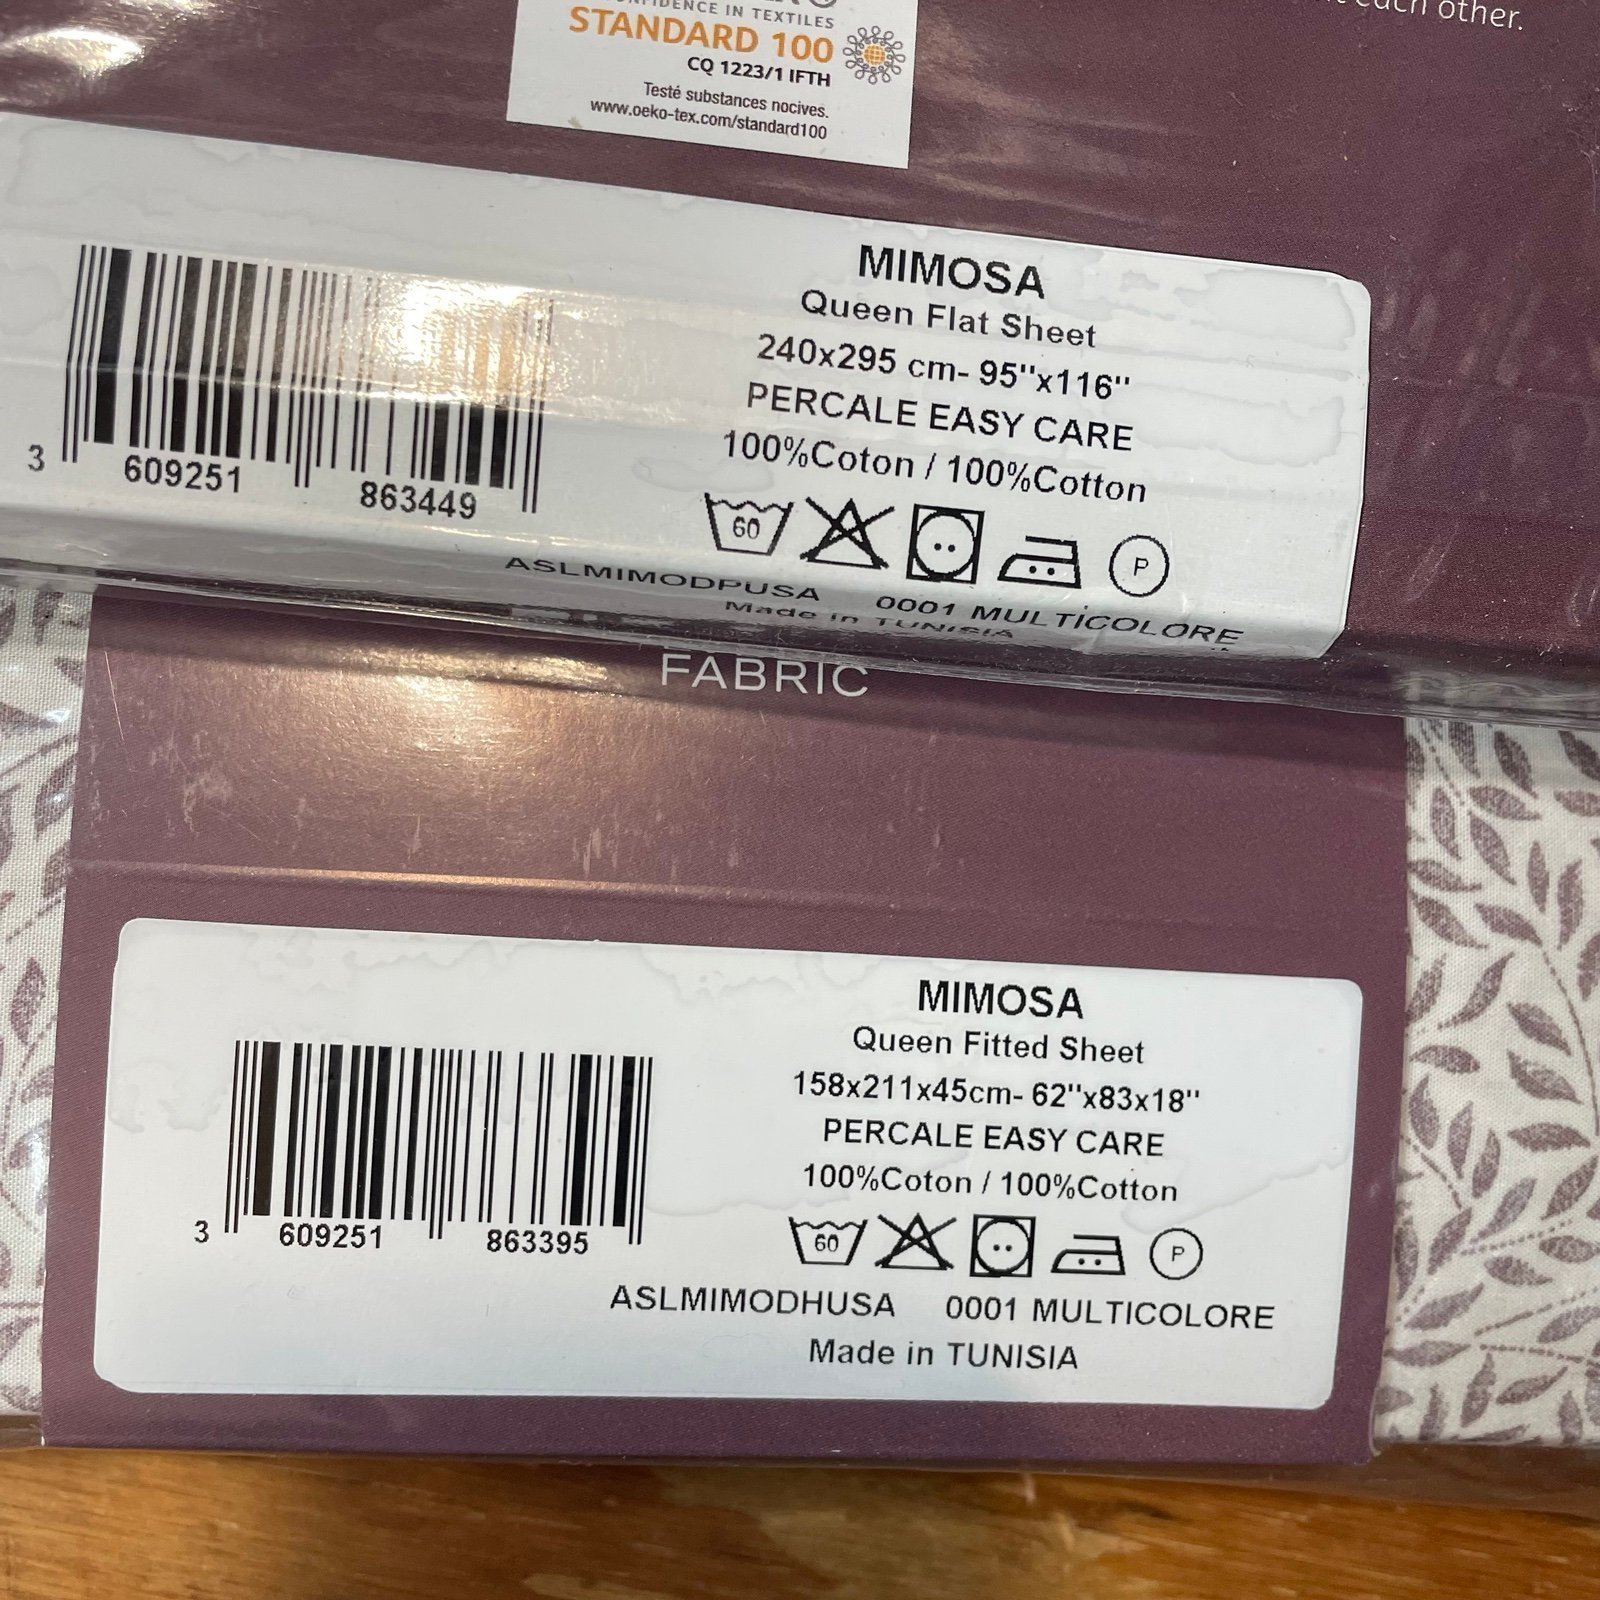 IN TEXTILES
STANDARD 100
CQ 1223/1 IFTH
Testé substances nocives.
www.oeko-tex.com/standard100
each other.
MIMOSA
Queen Flat Sheet
240x295 cm- 95''x116''
PERCALE EASY CARE
100%Coton / 100%Cotton
60
P
3 609251 863449
ASLMIMODPUSA 0001 MULTICOLORE
Made in TUNISIA
FABRIC
MIMOSA
Queen Fitted Sheet
158x211x45cm- 62''x83x18''
PERCALE EASY CARE
100%Coton / 100%Cotton
60
P
3 609251 863395
ASLMIMODHUSA 0001 MULTICOLORE
Made in TUNISIA